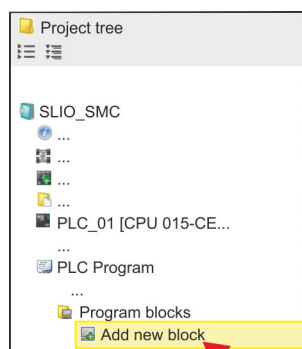 Project tree
SLIO_SMC
...
...
...
...
PLC_01 [CPU 015-CE...
...
PLC Program
...
Program blocks
Add new block